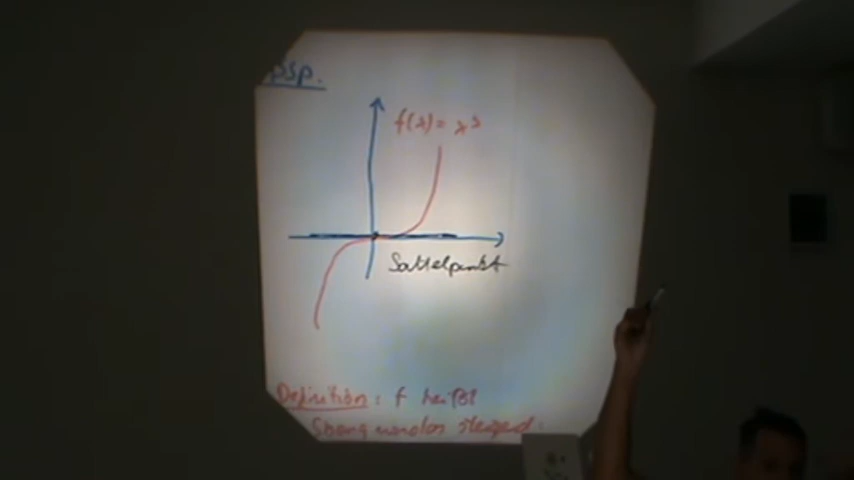 Bsp.
f(x) = x³
Sattelpunkt
Definition: f heißt
streng monoton steigend: